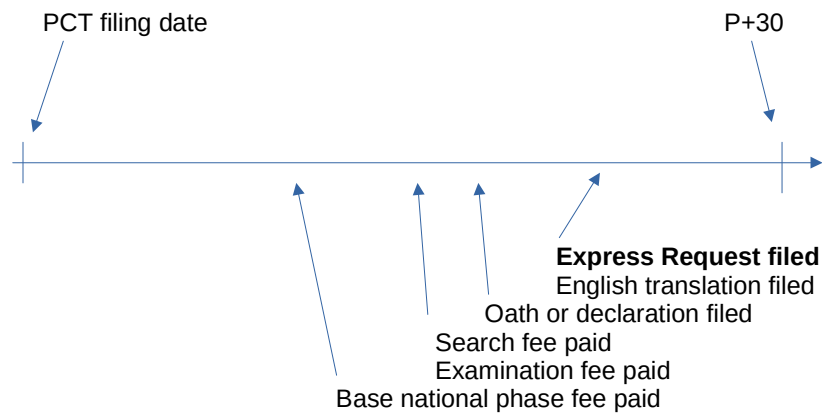 PCT filing date
P+30
Express Request filed
English translation filed
Oath or declaration filed
Search fee paid
Examination fee paid
Base national phase fee paid